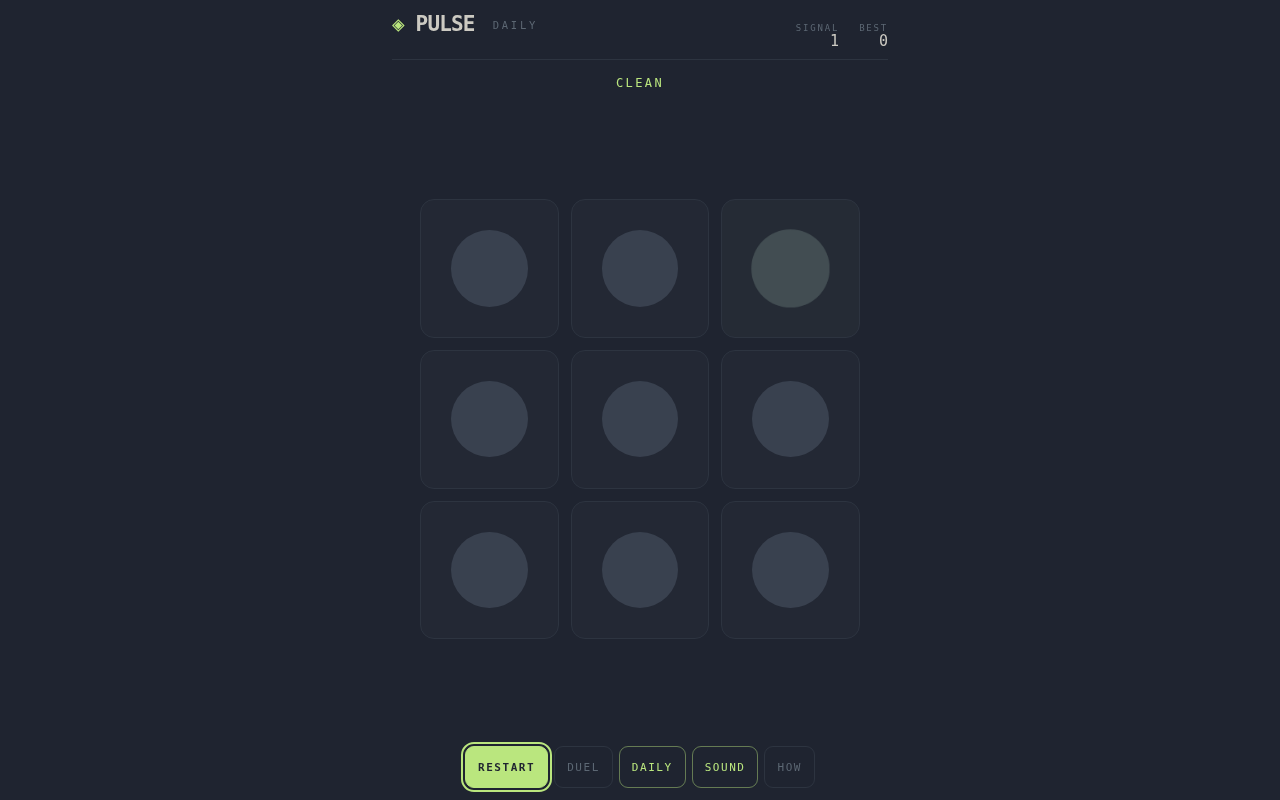 ◈ PULSE DAILY
SIGNAL BEST
1 0
CLEAN
RESTART DUEL DAILY SOUND HOW